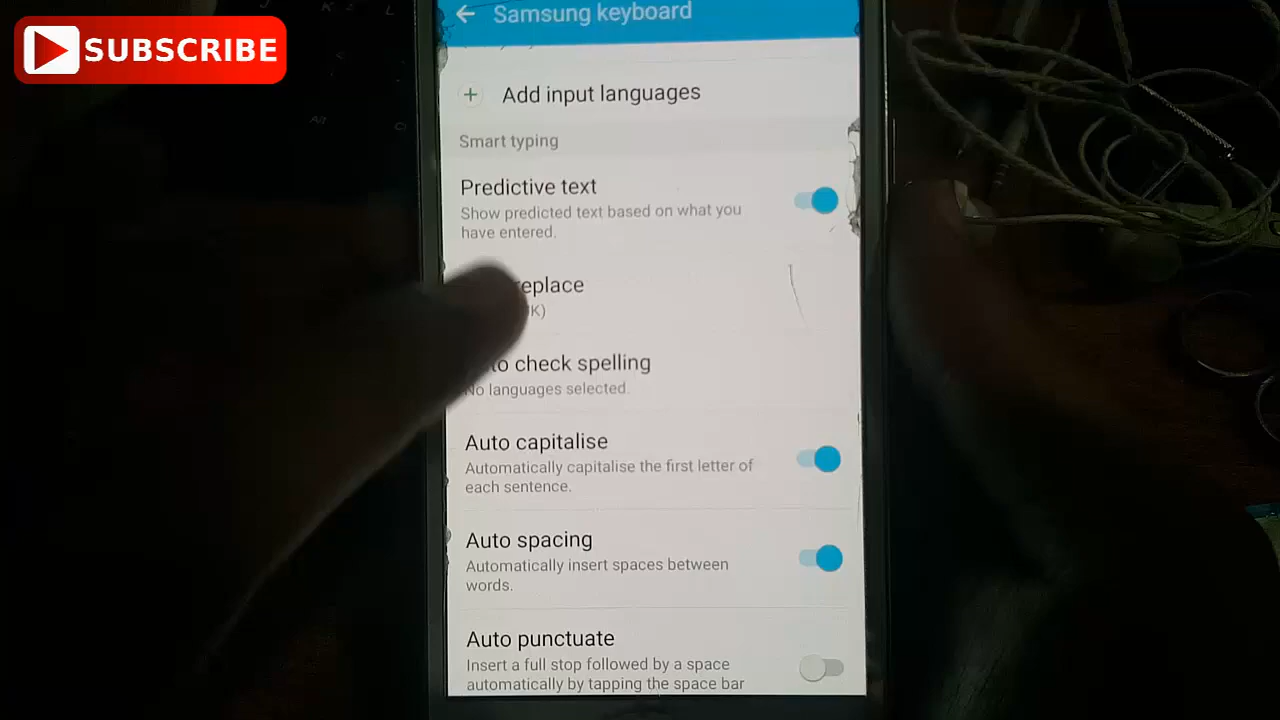 SUBSCRIBE
Samsung keyboard
Add input languages
Smart typing
Predictive text
Show predicted text based on what you
have entered.
replace
K)
to check spelling
No languages selected.
Auto capitalise
Automatically capitalise the first letter of
each sentence.
Auto spacing
Automatically insert spaces between
words.
Auto punctuate
Insert a full stop followed by a space
automatically by tapping the space bar